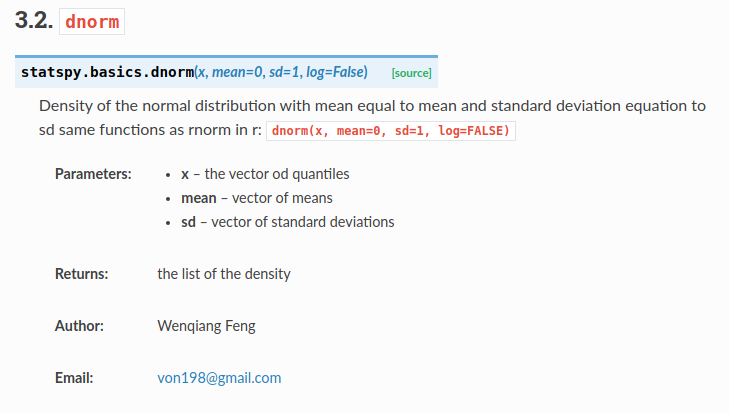 3.2. dnorm
statspy.basics.dnorm(x, mean=0, sd=1, log=False) [source]
Density of the normal distribution with mean equal to mean and standard deviation equation to
sd same functions as rnorm in r: dnorm(x, mean=0, sd=1, log=FALSE)
Parameters: • x – the vector od quantiles
• mean – vector of means
• sd – vector of standard deviations
Returns: the list of the density
Author: Wenqiang Feng
Email: von198@gmail.com